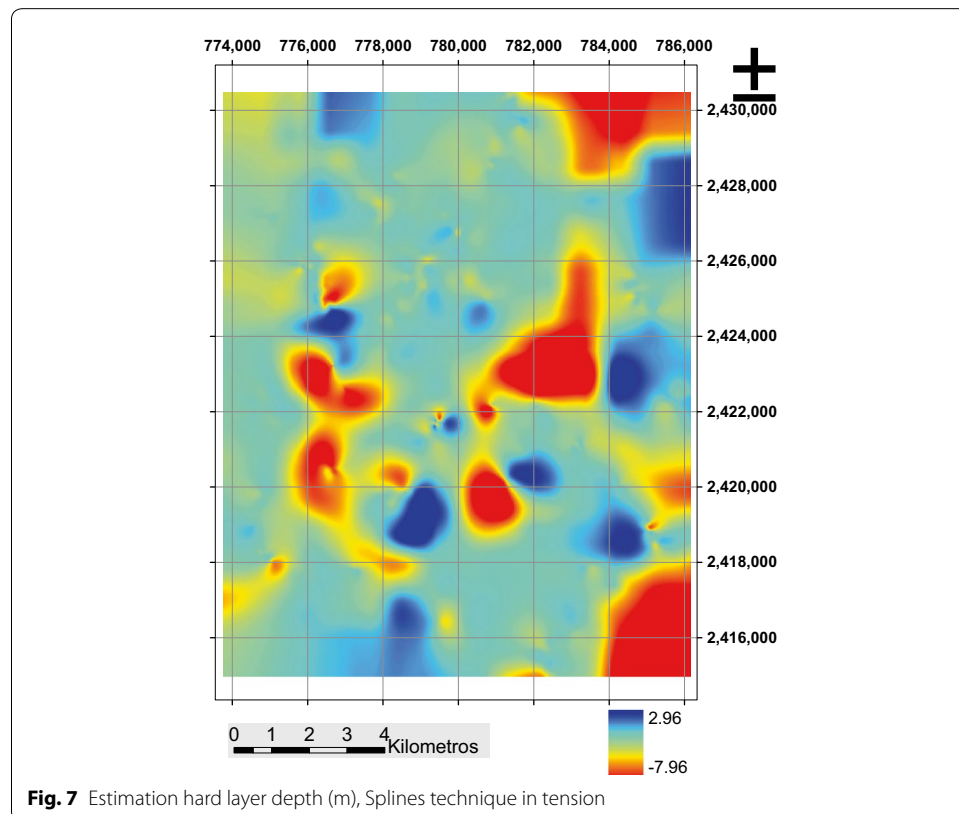 774,000 776,000 778,000 780,000 782,000 784,000 786,000
2,430,000
2,428,000
2,426,000
2,424,000
2,422,000
2,420,000
2,418,000
2,416,000
0 1 2 3 4
Kilometros
2.96
-7.96
Fig. 7 Estimation hard layer depth (m), Splines technique in tension